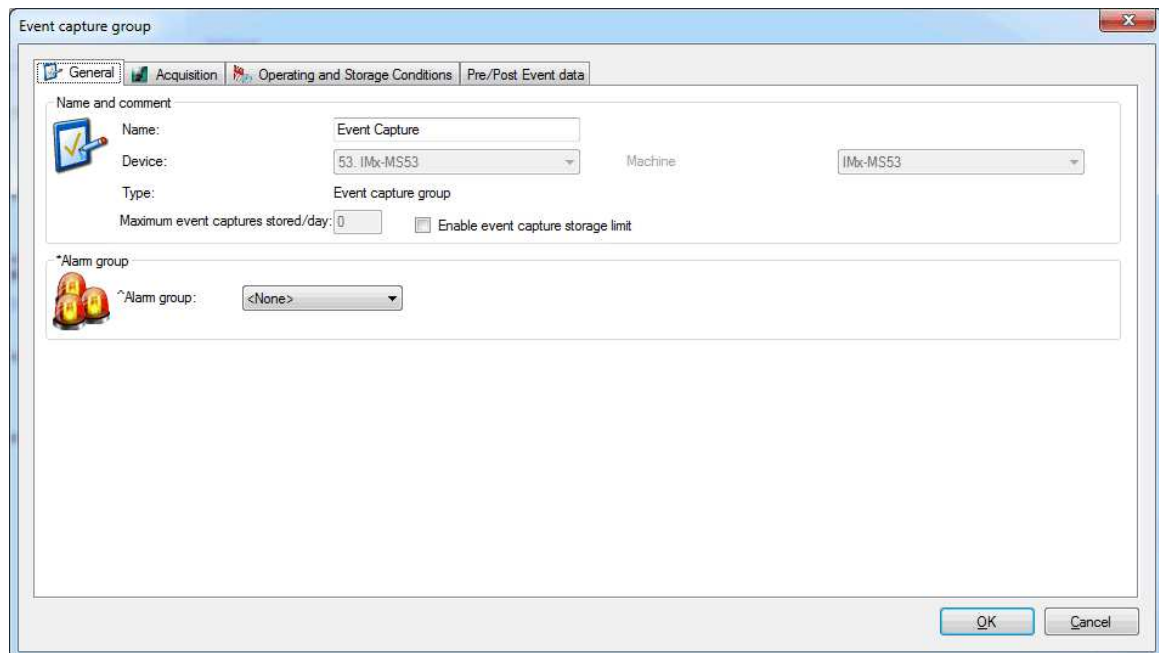 Event capture group
General Acquisition Operating and Storage Conditions Pre/Post Event data
Name and comment
Name: Event Capture
Device: 53. IMx-MS53 Machine IMx-MS53
Type: Event capture group
Maximum event captures stored/day: 0 Enable event capture storage limit
*Alarm group
^Alarm group: <None>
OK Cancel